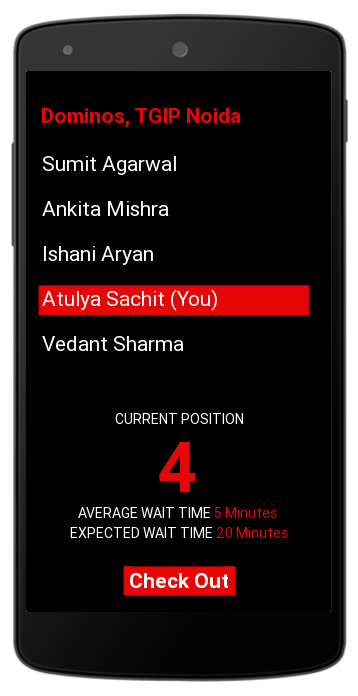 Dominos, TGIP Noida
Sumit Agarwal
Ankita Mishra
Ishani Aryan
Atulya Sachit (You)
Vedant Sharma
CURRENT POSITION
4
AVERAGE WAIT TIME 5 Minutes
EXPECTED WAIT TIME 20 Minutes
Check Out